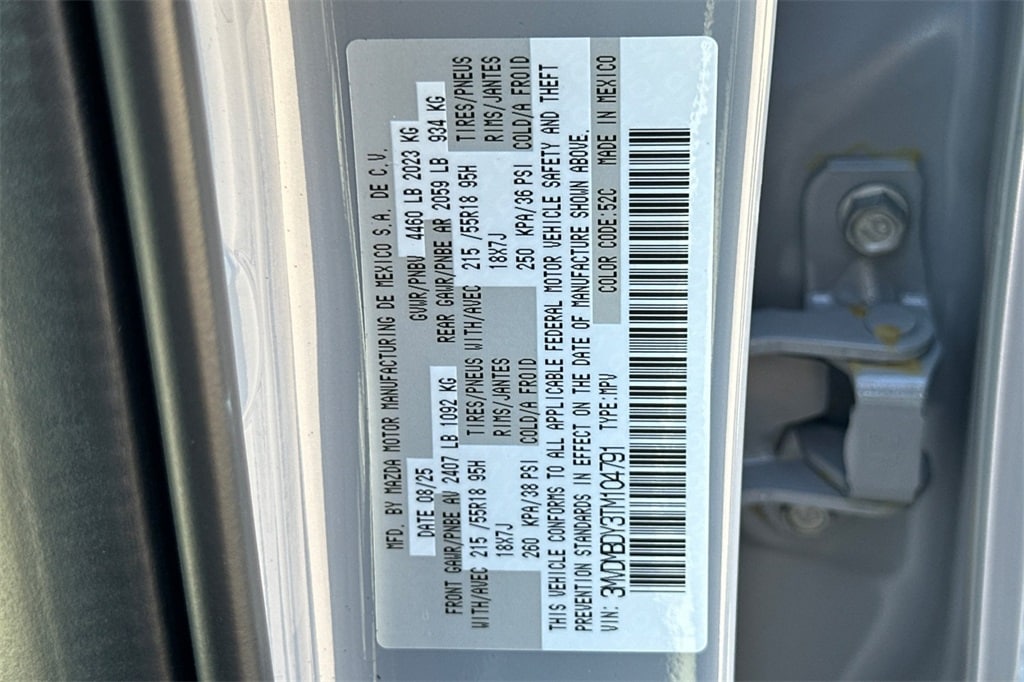 MFD. BY MAZDA MOTOR MANUFACTURING DE MEXICO S.A. DE C.V.
DATE 08/25 GVWR/PNBV 4460 LB 2023 KG
FRONT GAWR/PNBE AV 2407 LB 1092 KG REAR GAWR/PNBE AR 2059 LB 934 KG
WITH/AVEC 215 /55R18 95H TIRES/PNEUS WITH/AVEC 215 /55R18 95H TIRES/PNEUS
18X7J RIMS/JANTES 18X7J RIMS/JANTES
260 KPA/38 PSI COLD/A FROID 250 KPA/36 PSI COLD/A FROID
THIS VEHICLE CONFORMS TO ALL APPLICABLE FEDERAL MOTOR VEHICLE SAFETY AND THEFT
PREVENTION STANDARDS IN EFFECT ON THE DATE OF MANUFACTURE SHOWN ABOVE.
VIN: 3MVDMBDY3TM104791 TYPE:MPV COLOR CODE:52C MADE IN MEXICO